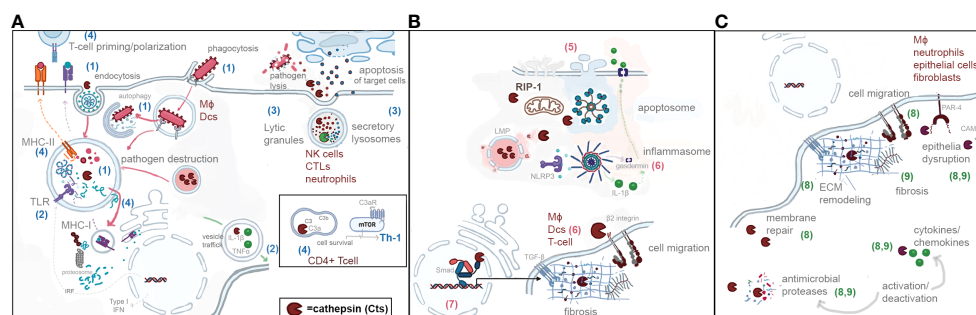 A
(4)
T-cell priming/polarization
(1)
endocytosis
phagocytosis
(1)
pathogen
lysis
apoptosis
of target cells
autophagy
(1)
Mϕ
Dcs
(3)
(3)
Lytic
granules
secretory
lysosomes
NK cells
CTLs
neutrophils
MHC-II
(4)
pathogen destruction
(1)
TLR
(2)
(4)
MHC-I
proteosome
IRF
Type I
IFN
vesicle
traffick
IL-1β
TNFα
(2)
C3
C3b
C3a
C3aR
mTOR
cell survival
Th-1
(4)
CD4+ Tcell
=cathepsin (Cts)
B
(5)
RIP-1
apoptosome
LMP
inflammasome
NLRP3
gasdermin
(6)
IL-1β
Mϕ
Dcs (6)
T-cell
β2 integrin
cell migration
TGF-β
Smad
fibrosis
(7)
C
Mϕ
neutrophils
epithelial cells
fibroblasts
cell migration
PAR-4
(8)
CAM
epithelia
dysruption
(8,9)
(9)
fibrosis
(8)
ECM
remodeling
membrane
repair
(8)
cytokines/
chemokines
(8,9)
antimicrobial
proteases
(8,9)
activation/
deactivation